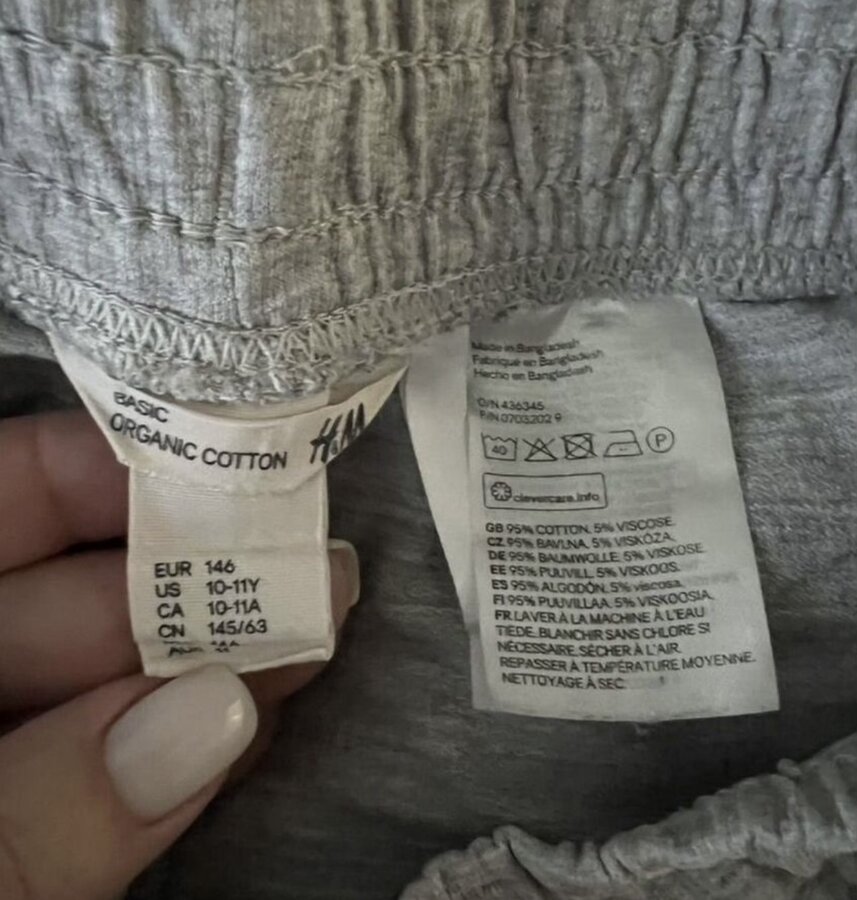 BASIC
ORGANIC COTTON
H&M
EUR 146
US 10-11Y
CA 10-11A
CN 145/63
Made in Bangladesh
Fabriqué en Bangladesh
Hecho en Bangladesh
O/N 436345
P/N 0703202 9
40
P
clevercare.info
GB 95% COTTON. 5% VISCOSE.
CZ 95% BAVLNA. 5% VISKÓZA.
DE 95% BAUMWOLLE. 5% VISKOSE.
EE 95% PUUVILL. 5% VISKOOS.
ES 95% ALGODÓN. 5% viscosa.
FI 95% PUUVILLAA. 5% VISKOOSIA.
FR LAVER À LA MACHINE À L'EAU
TIÈDE. BLANCHIR SANS CHLORE SI
NÉCESSAIRE. SÉCHER À L'AIR.
REPASSER À TEMPÉRATURE MOYENNE.
NETTOYAGE À SEC.